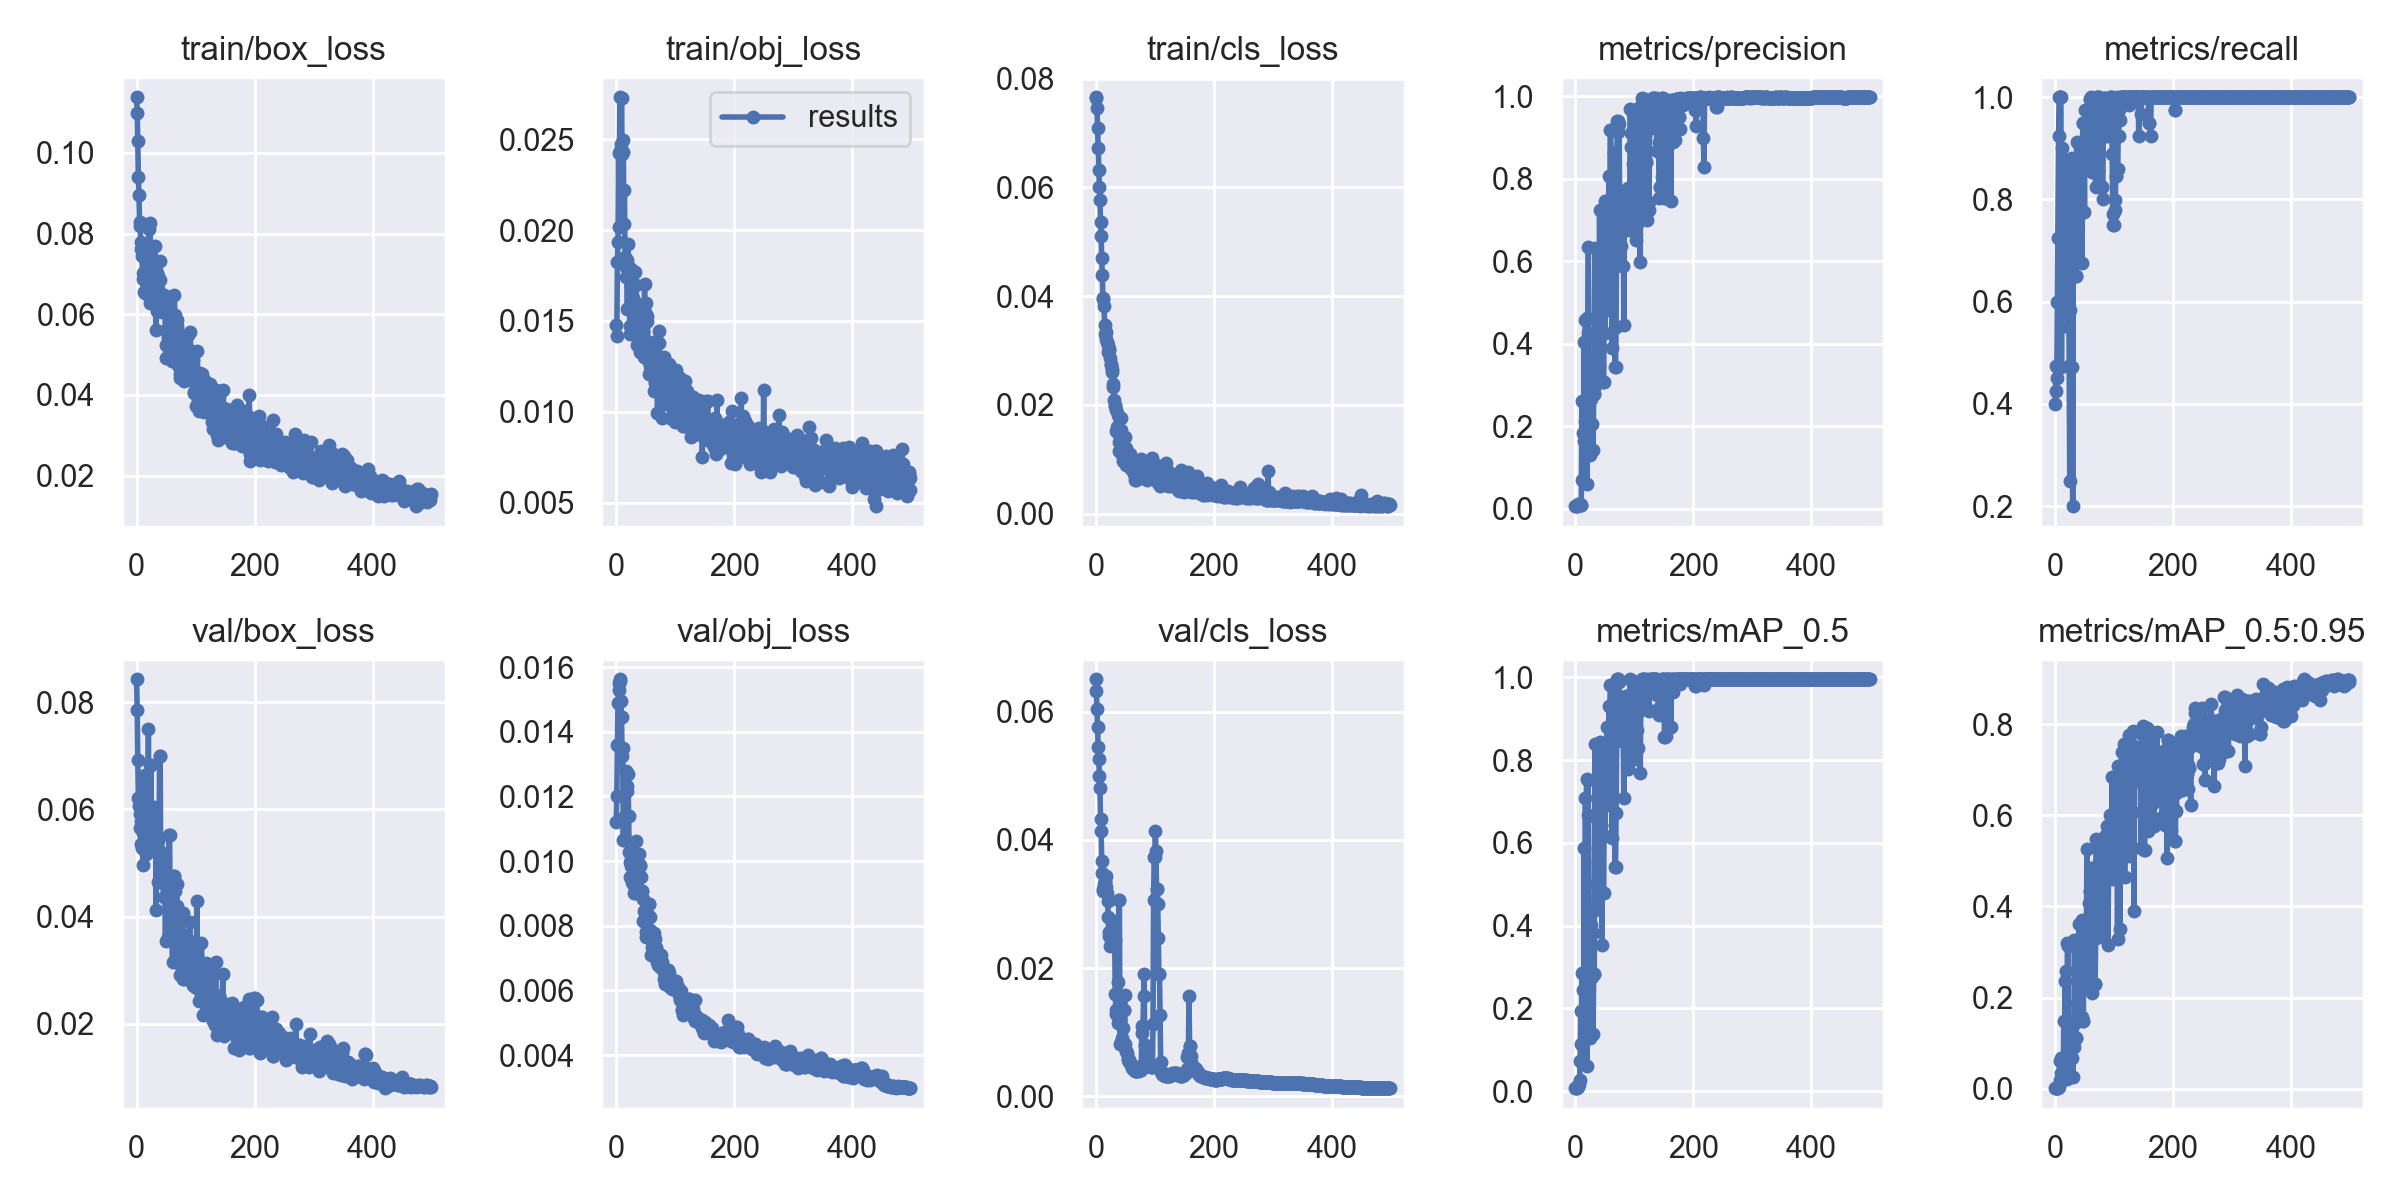 train/box_loss
0.10
0.08
0.06
0.04
0.02
0 200 400
train/obj_loss
results
0.025
0.020
0.015
0.010
0.005
0 200 400
train/cls_loss
0.08
0.06
0.04
0.02
0.00
0 200 400
metrics/precision
1.0
0.8
0.6
0.4
0.2
0.0
0 200 400
metrics/recall
1.0
0.8
0.6
0.4
0.2
0 200 400
val/box_loss
0.08
0.06
0.04
0.02
0 200 400
val/obj_loss
0.016
0.014
0.012
0.010
0.008
0.006
0.004
0 200 400
val/cls_loss
0.06
0.04
0.02
0.00
0 200 400
metrics/mAP_0.5
1.0
0.8
0.6
0.4
0.2
0.0
0 200 400
metrics/mAP_0.5:0.95
0.8
0.6
0.4
0.2
0.0
0 200 400